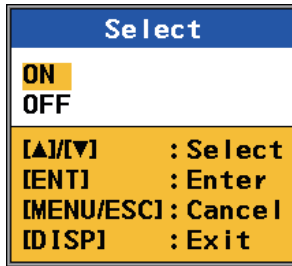 Select
ON
OFF
[▲]/[▼] :Select
[ENT] :Enter
[MENU/ESC]:Cancel
[DISP] :Exit